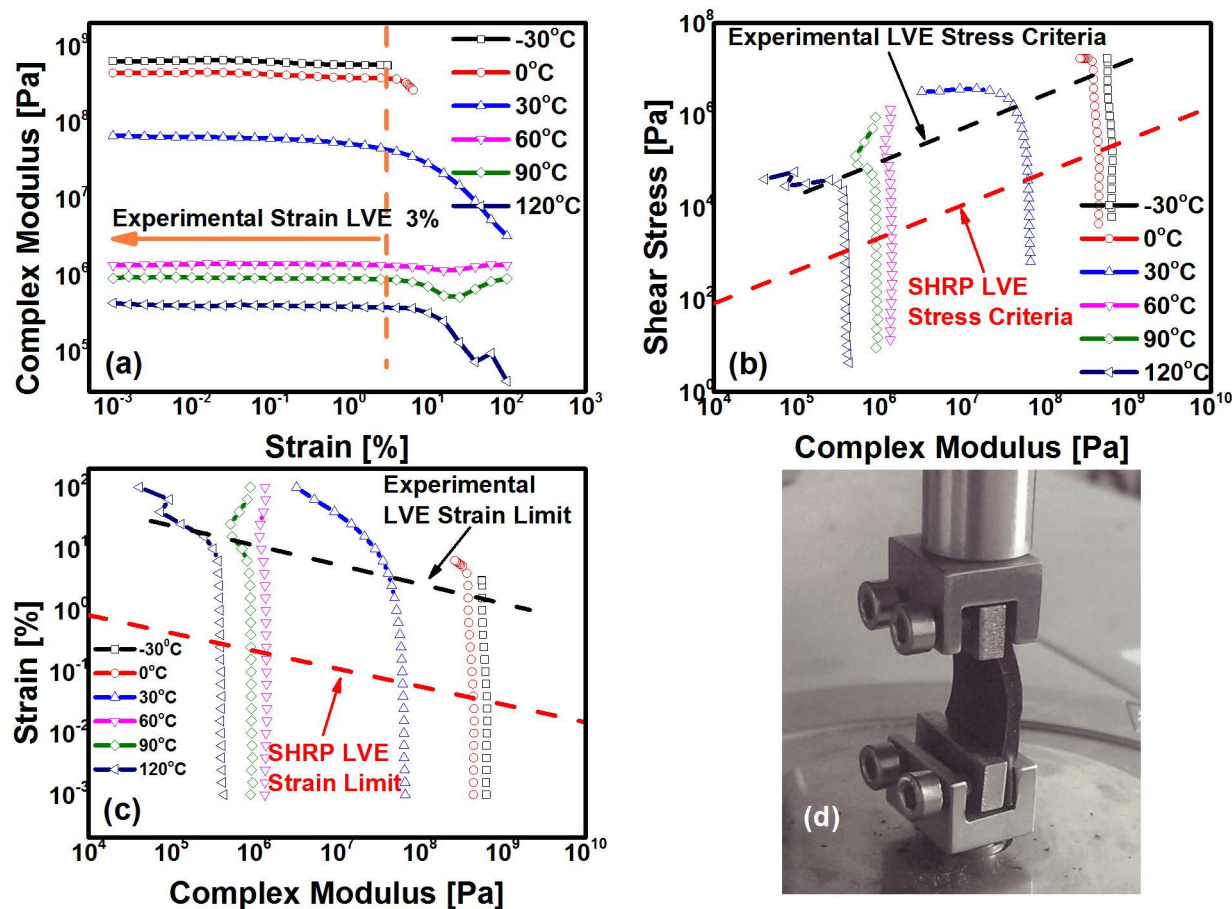 10⁹
10⁸
10⁷
10⁶
10⁵
Complex Modulus [Pa]
-30°C
0°C
30°C
60°C
90°C
120°C
Experimental Strain LVE 3%
(a)
10⁻³ 10⁻² 10⁻¹ 10⁰ 10¹ 10² 10³
Strain [%]
10⁸
10⁶
10⁴
10²
10⁰
Shear Stress [Pa]
Experimental LVE Stress Criteria
-30°C
0°C
30°C
60°C
90°C
120°C
SHRP LVE
Stress Criteria
(b)
10⁴ 10⁵ 10⁶ 10⁷ 10⁸ 10⁹ 10¹⁰
Complex Modulus [Pa]
10²
10¹
10⁰
10⁻¹
10⁻²
10⁻³
Strain [%]
Experimental
LVE Strain Limit
-30⁰C
0°C
30°C
60°C
90°C
120°C
SHRP LVE
Strain Limit
(c)
10⁴ 10⁵ 10⁶ 10⁷ 10⁸ 10⁹ 10¹⁰
Complex Modulus [Pa]
(d)